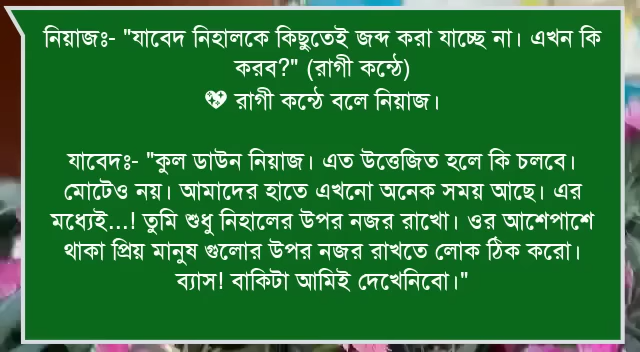 নিয়াজঃ- "যাবেদ নিহালকে কিছুতেই জব্দ করা যাচ্ছে না। এখন কি
করব?" (রাগী কন্ঠে)
💖 রাগী কন্ঠে বলে নিয়াজ।
যাবেদঃ- "কুল ডাউন নিয়াজ। এত উত্তেজিত হলে কি চলবে।
মোটেও নয়। আমাদের হাতে এখনো অনেক সময় আছে। এর
মধ্যেই...! তুমি শুধু নিহালের উপর নজর রাখো। ওর আশেপাশে
থাকা প্রিয় মানুষ গুলোর উপর নজর রাখতে লোক ঠিক করো।
ব্যাস! বাকিটা আমিই দেখেনিবো।"